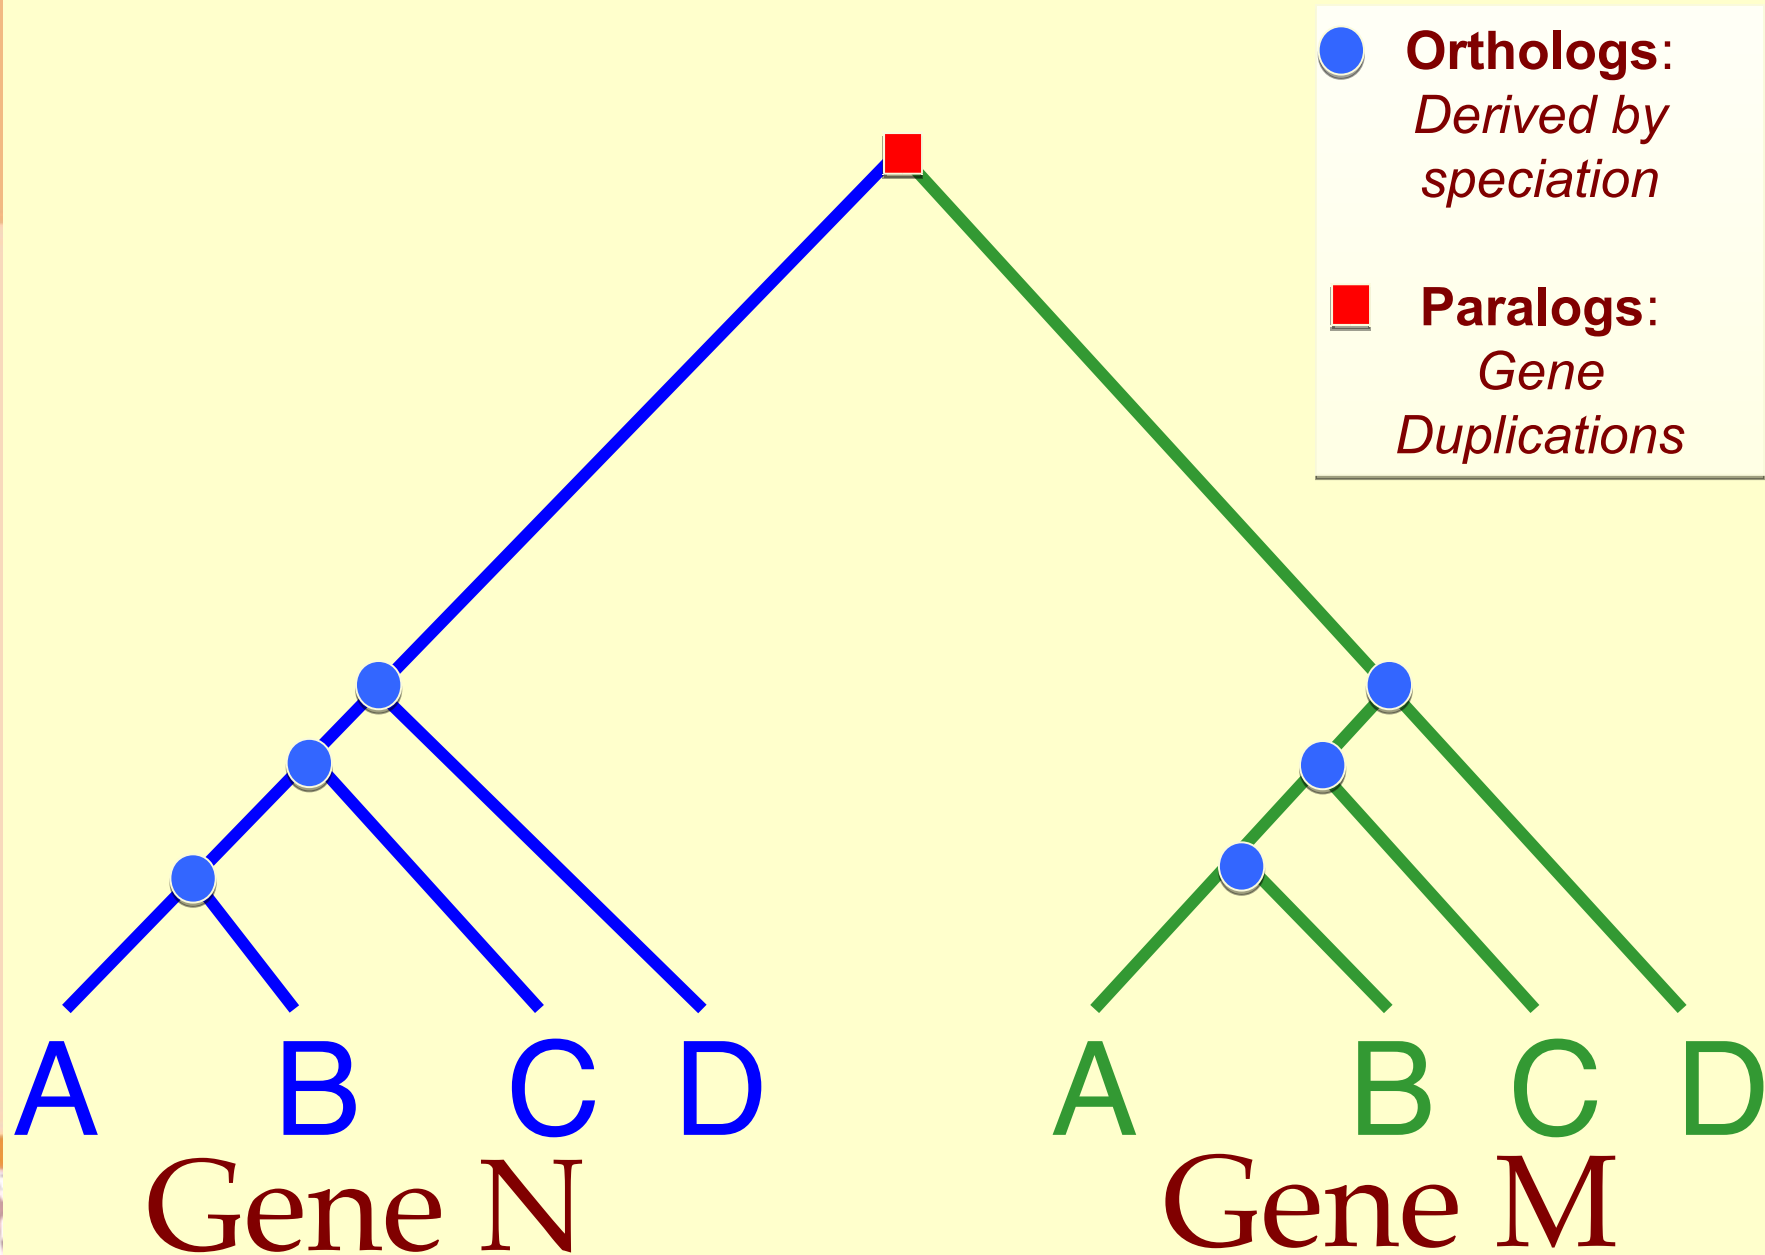 Orthologs:
Derived by
speciation
Paralogs:
Gene
Duplications
A B C D A B C D
Gene N Gene M